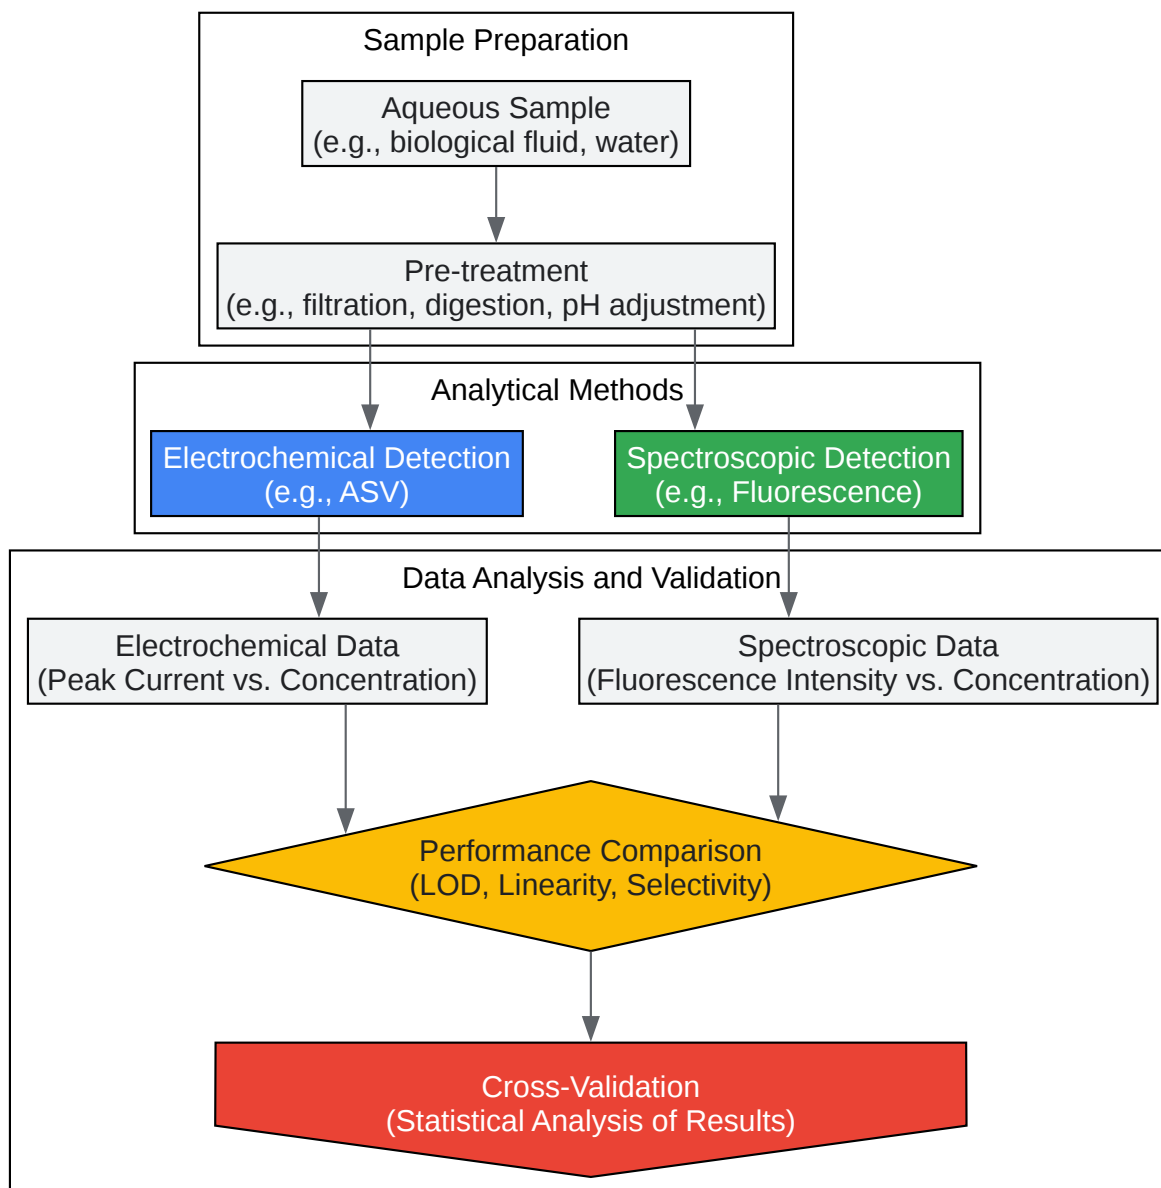 Sample Preparation
Aqueous Sample
(e.g., biological fluid, water)
Pre-treatment
(e.g., filtration, digestion, pH adjustment)
Analytical Methods
Electrochemical Detection
(e.g., ASV)
Spectroscopic Detection
(e.g., Fluorescence)
Data Analysis and Validation
Electrochemical Data
(Peak Current vs. Concentration)
Spectroscopic Data
(Fluorescence Intensity vs. Concentration)
Performance Comparison
(LOD, Linearity, Selectivity)
Cross-Validation
(Statistical Analysis of Results)